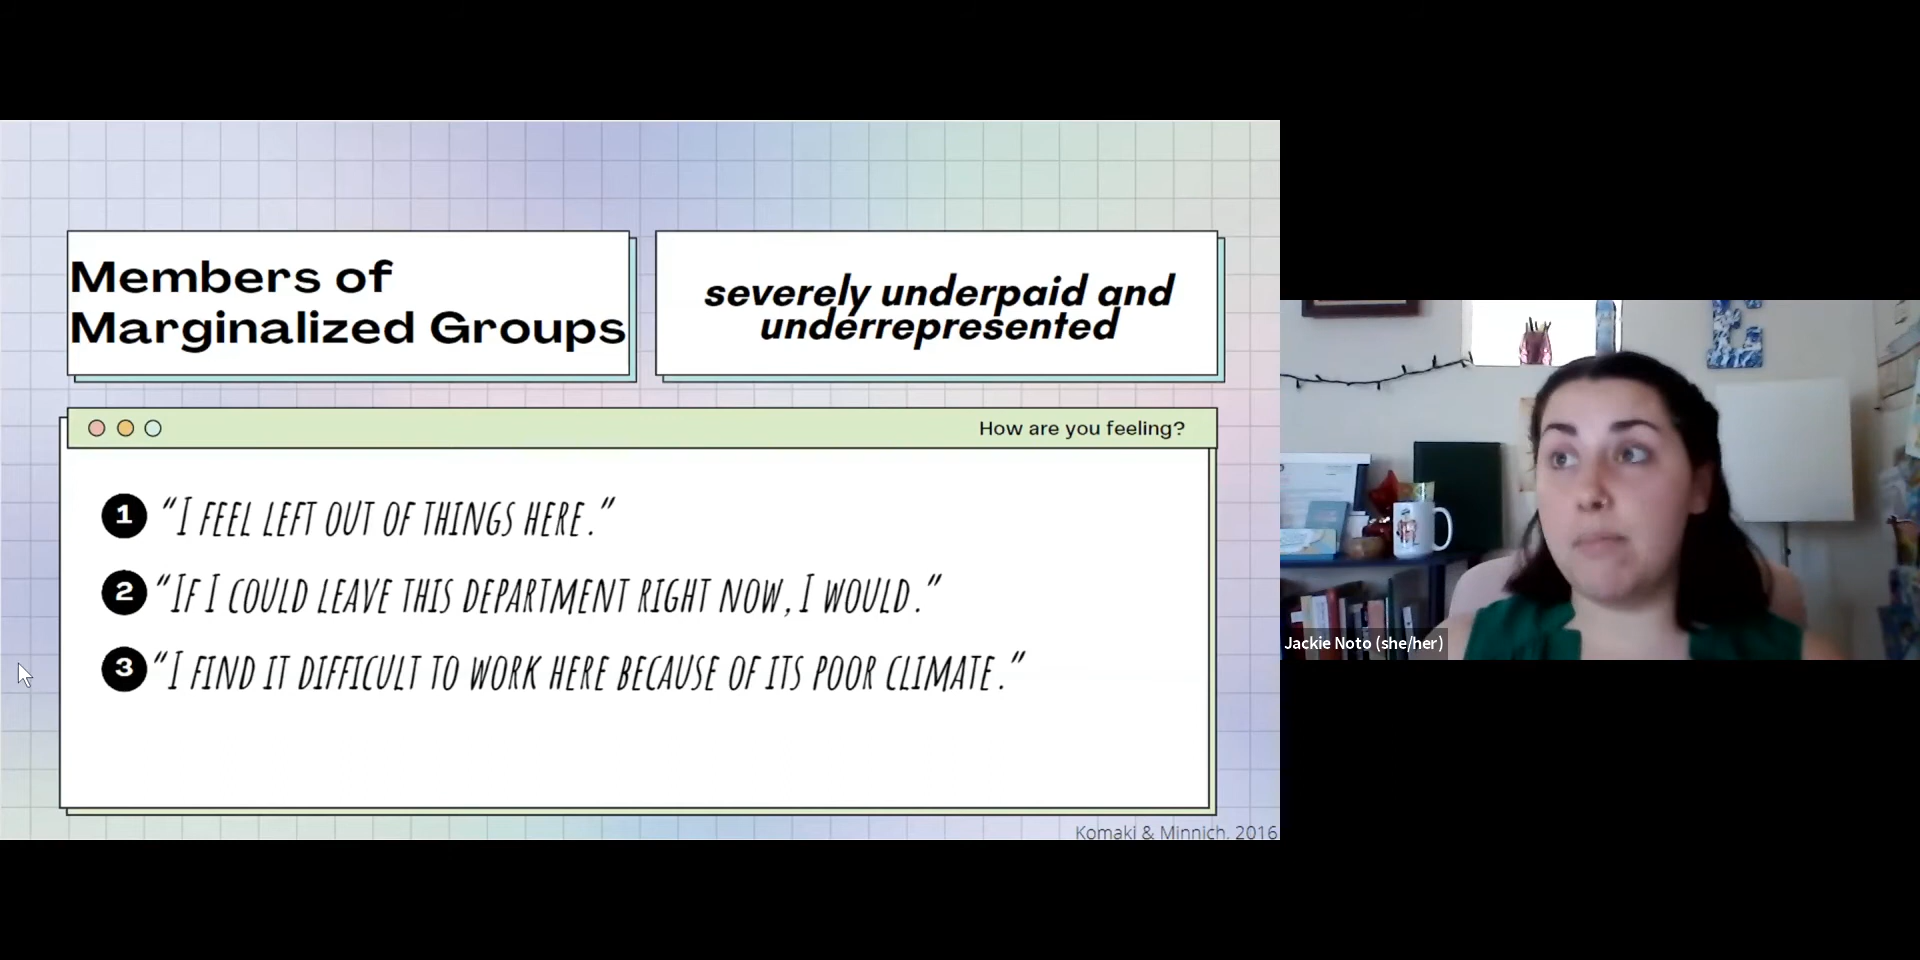 Members of
Marginalized Groups
severely underpaid and
underrepresented
How are you feeling?
1 “I FEEL LEFT OUT OF THINGS HERE.”
2 “IF I COULD LEAVE THIS DEPARTMENT RIGHT NOW, I WOULD.”
3 “I FIND IT DIFFICULT TO WORK HERE BECAUSE OF ITS POOR CLIMATE.”
Komaki & Minnich, 2016
Jackie Noto (she/her)